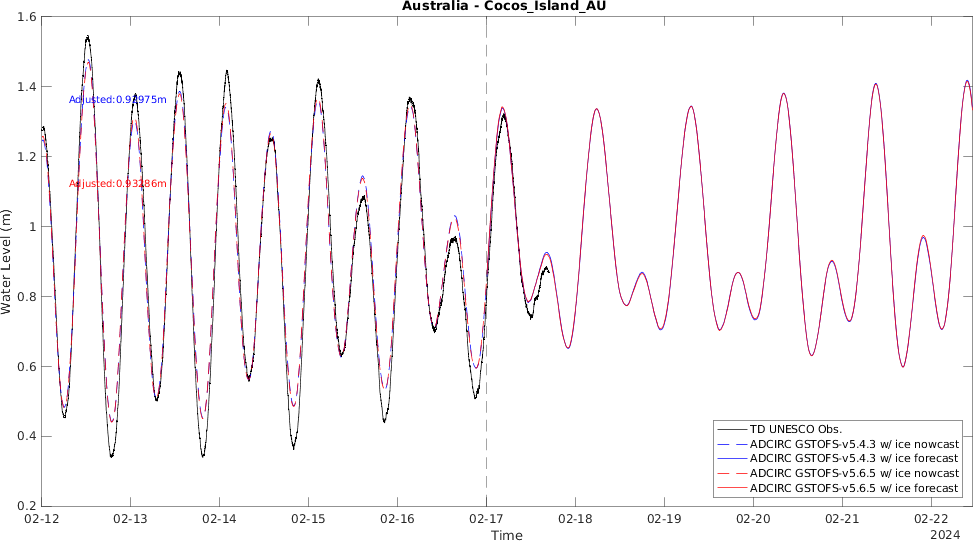 Australia - Cocos_Island_AU
1.6
1.4
1.2
1
0.8
0.6
0.4
0.2
Water Level (m)
Adjusted:0.92975m
Adjusted:0.93286m
TD UNESCO Obs.
ADCIRC GSTOFS-v5.4.3 w/ ice nowcast
ADCIRC GSTOFS-v5.4.3 w/ ice forecast
ADCIRC GSTOFS-v5.6.5 w/ ice nowcast
ADCIRC GSTOFS-v5.6.5 w/ ice forecast
02-12 02-13 02-14 02-15 02-16 02-17 02-18 02-19 02-20 02-21 02-22
Time
2024